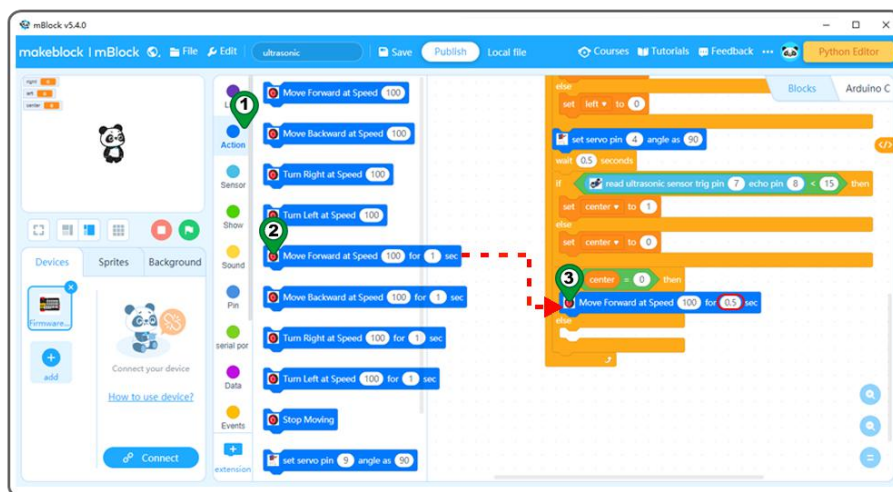 mBlock v5.4.0
makeblock | mBlock File Edit ultrasonic Save Publish Local file Courses Tutorials Feedback Python Editor
right 0
left 0
center 0
1
Action
Sensor
Show
Sound
Pin
serial por
Data
Events
extension
Move Forward at Speed 100
Move Backward at Speed 100
Turn Right at Speed 100
Turn Left at Speed 100
2
Move Forward at Speed 100 for 1 sec
Move Backward at Speed 100 for 1 sec
Turn Right at Speed 100 for 1 sec
Turn Left at Speed 100 for 1 sec
Stop Moving
set servo pin 9 angle as 90
Blocks Arduino C
else
set left to 0
set servo pin 4 angle as 90
wait 0.5 seconds
if read ultrasonic sensor trig pin 7 echo pin 8 < 15 then
set center to 1
else
set center to 0
3
center = 0 then
Move Forward at Speed 100 for 0.5 sec
else
Devices Sprites Background
Firmware...
add
Connect your device
How to use device?
Connect